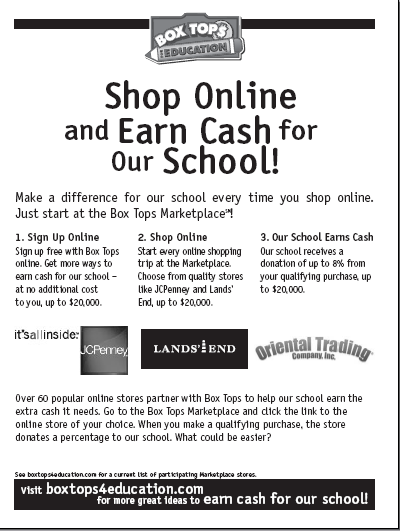 BOX TOPS
FOR EDUCATION
Shop Online
and Earn Cash for
Our School!
Make a difference for our school every time you shop online.
Just start at the Box Tops Marketplace℠!
1. Sign Up Online
Sign up free with Box Tops
online. Get more ways to
earn cash for our school –
at no additional cost
to you, up to $20,000.
2. Shop Online
Start every online shopping
trip at the Marketplace.
Choose from quality stores
like JCPenney and Lands'
End, up to $20,000.
3. Our School Earns Cash
Our school receives a
donation of up to 8% from
your qualifying purchase, up
to $20,000.
it'sallinside:
JCPenney
LANDS' END
Oriental Trading
Company, Inc.
Over 60 popular online stores partner with Box Tops to help our school earn the
extra cash it needs. Go to the Box Tops Marketplace and click the link to the
online store of your choice. When you make a qualifying purchase, the store
donates a percentage to our school. What could be easier?
See boxtops4education.com for a current list of participating Marketplace stores.
visit boxtops4education.com
for more great ideas to earn cash for our school!